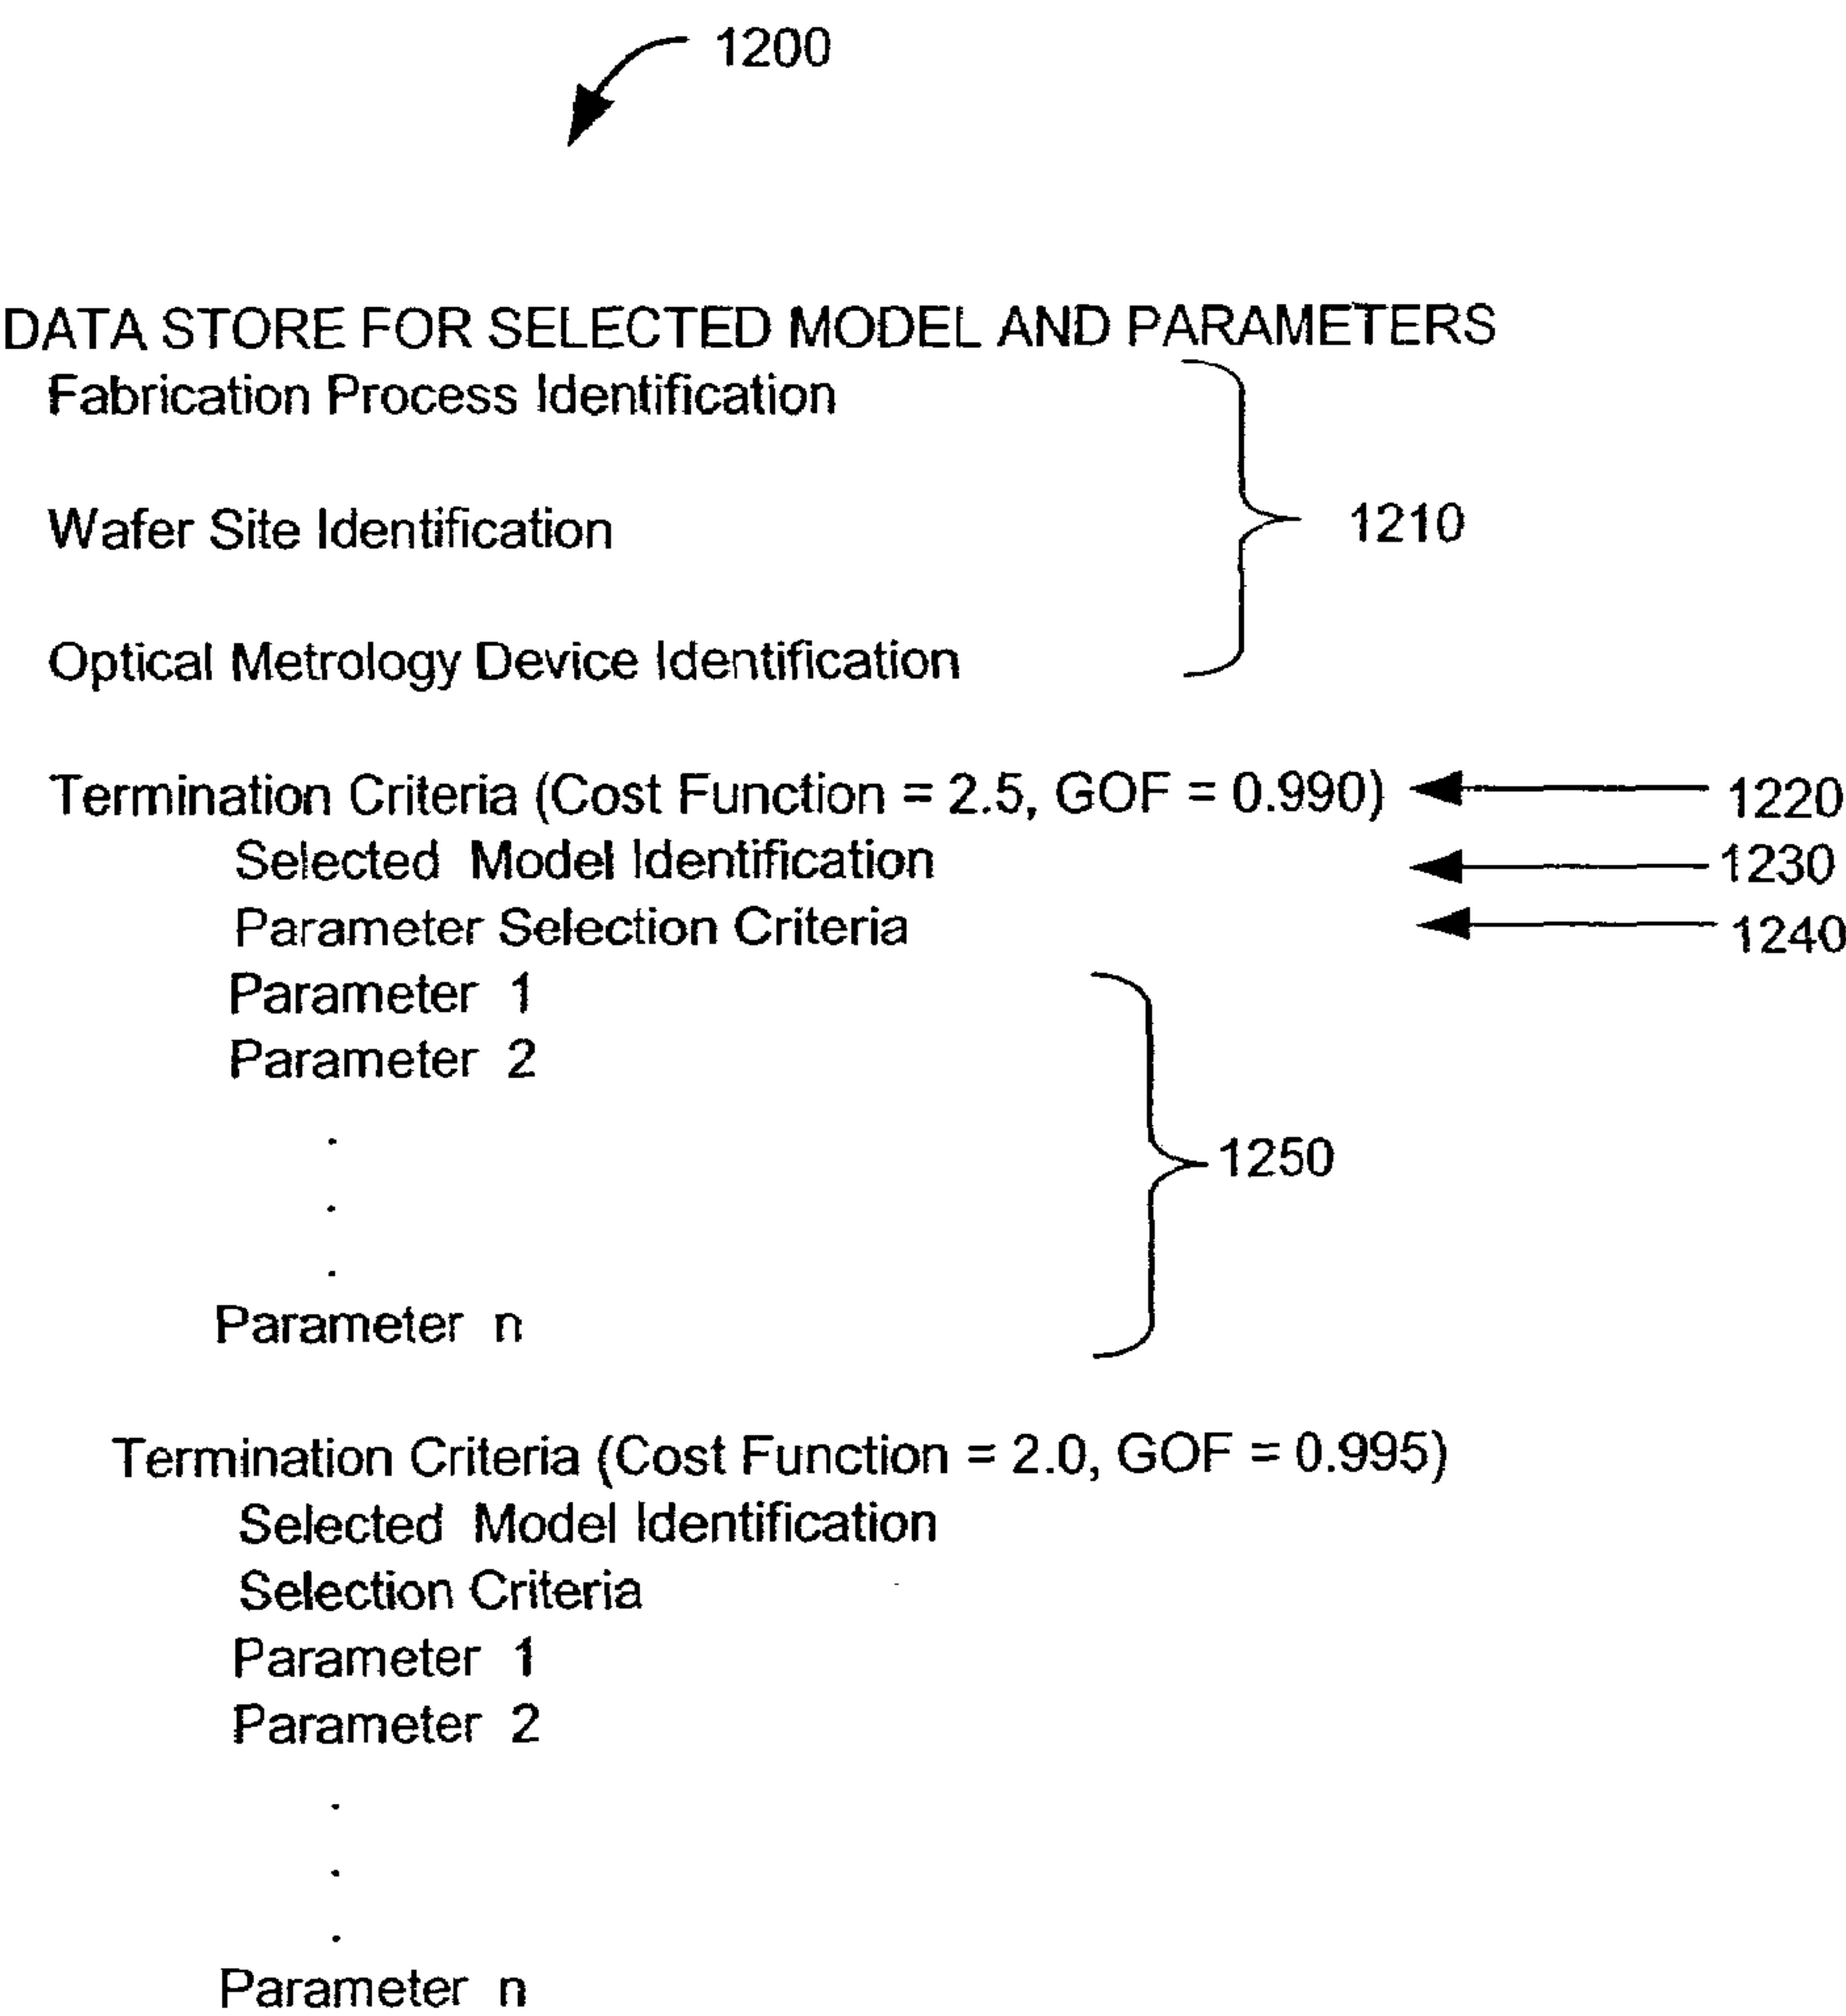 1200
DATA STORE FOR SELECTED MODEL AND PARAMETERS
Fabrication Process Identification
Wafer Site Identification
1210
Optical Metrology Device Identification
Termination Criteria (Cost Function = 2.5, GOF = 0.990)
1220
Selected Model Identification
1230
Parameter Selection Criteria
1240
Parameter 1
Parameter 2
.
1250
.
.
Parameter n
Termination Criteria (Cost Function = 2.0, GOF = 0.995)
Selected Model Identification
Selection Criteria
Parameter 1
Parameter 2
.
.
.
Parameter n